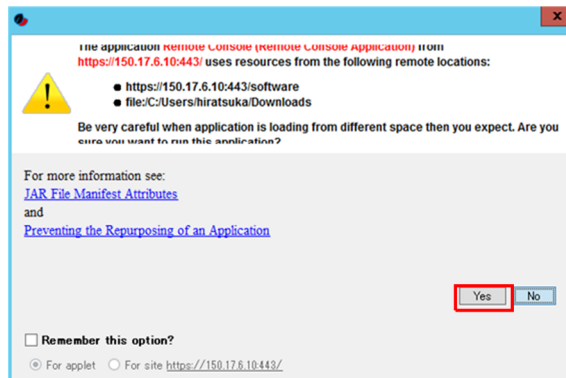 The application Remote Console (Remote Console Application) from
https://150.17.6.10:443/ uses resources from the following remote locations:
https://150.17.6.10:443/software
file:/C:/Users/hiratsuka/Downloads
Be very careful when application is loading from different space then you expect. Are you
sure you want to run this application?
For more information see:
JAR File Manifest Attributes
and
Preventing the Repurposing of an Application
Yes
No
Remember this option?
For applet
For site https://150.17.6.10:443/